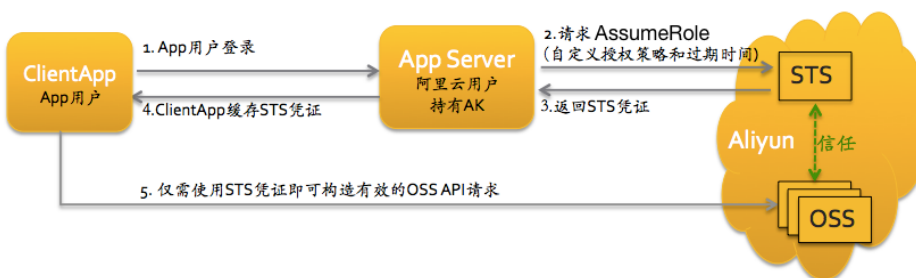 1. App用户登录
2.请求 AssumeRole
(自定义授权策略和过期时间)
ClientApp
App用户
App Server
阿里云用户
持有AK
STS
4.ClientApp缓存STS凭证
3.返回STS凭证
Aliyun
信任
5. 仅需使用STS凭证即可构造有效的OSS API请求
OSS